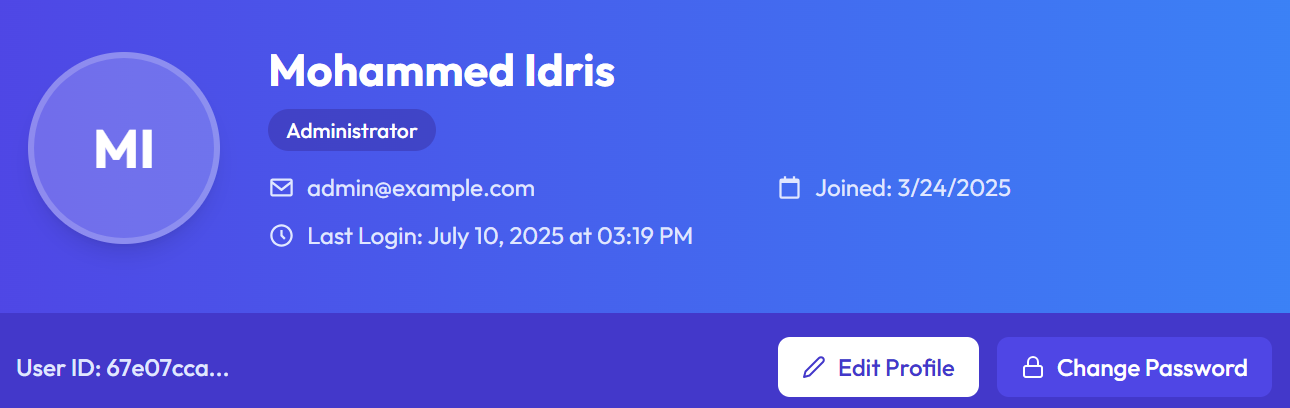 MI
Mohammed Idris
Administrator
admin@example.com
Joined: 3/24/2025
Last Login: July 10, 2025 at 03:19 PM
User ID: 67e07cca...
Edit Profile
Change Password